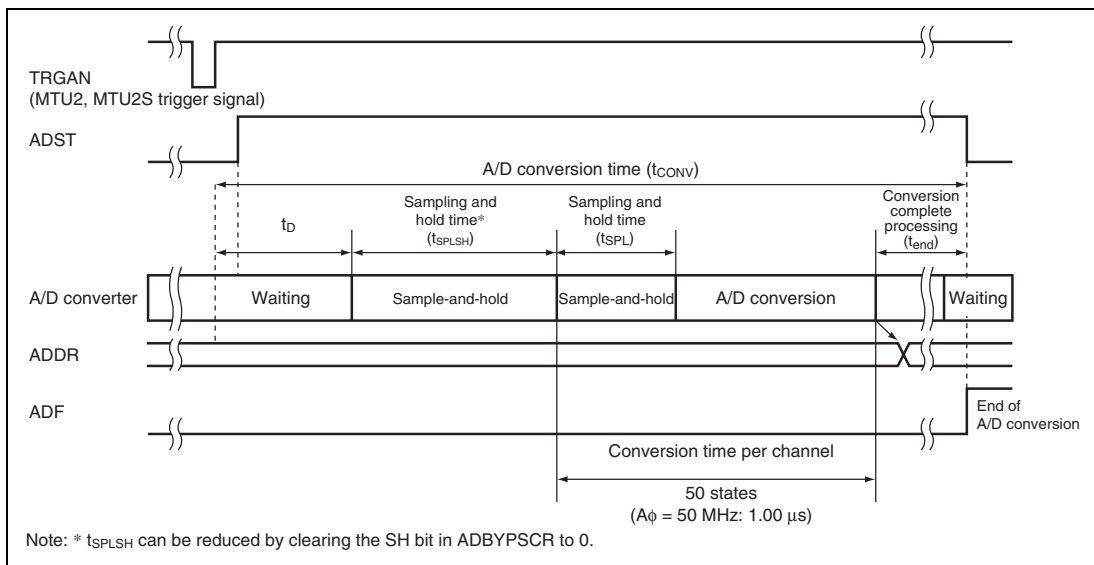 TRGAN
(MTU2, MTU2S trigger signal)
ADST
A/D conversion time (tCONV)
tD
Sampling and
hold time*
(tSPLSH)
Sampling and
hold time
(tSPL)
Conversion
complete
processing
(tend)
A/D converter
Waiting
Sample-and-hold
Sample-and-hold
A/D conversion
Waiting
ADDR
ADF
End of
A/D conversion
Conversion time per channel
50 states
(Aϕ = 50 MHz: 1.00 μs)
Note: * tSPLSH can be reduced by clearing the SH bit in ADBYPSCR to 0.